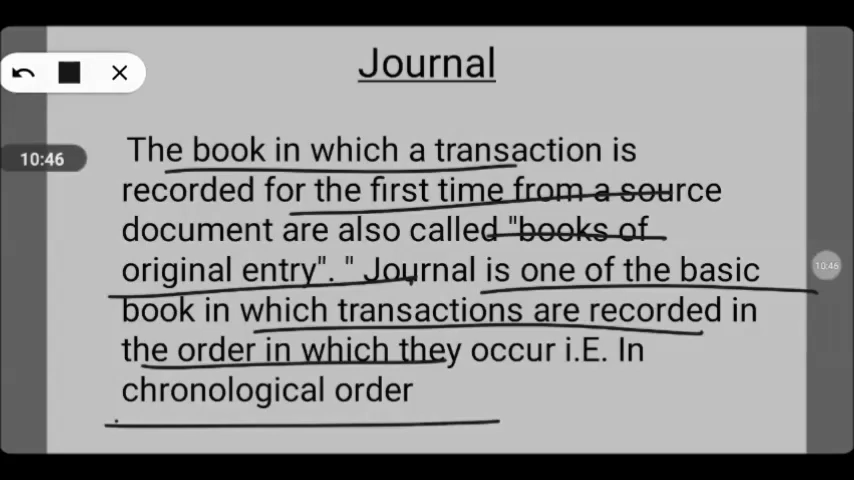 Journal
10:46
The book in which a transaction is
recorded for the first time from a source
document are also called "books of
original entry". " Journal is one of the basic
10:46
book in which transactions are recorded in
the order in which they occur i.E. In
chronological order